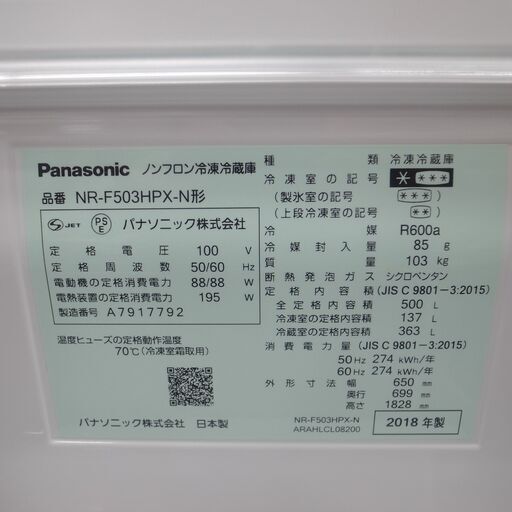 Panasonic ノンフロン冷凍冷蔵庫
品番 NR-F503HPX-N形
S JET PS E パナソニック株式会社
定格電圧 100 V
定格周波数 50/60 Hz
電動機の定格消費電力 88/88 W
電熱装置の定格消費電力 195 W
製造番号 A7917792
温度ヒューズの定格動作温度
70℃(冷凍室霜取用)
パナソニック株式会社 日本製
種類 冷凍冷蔵庫
冷凍室の記号 * ***
(製氷室の記号) ***
(上段冷凍室の記号) **
冷媒 R600a
冷媒封入量 85 g
質量 103 kg
断熱発泡ガス シクロペンタン
定格内容積 (JIS C 9801-3:2015)
全定格内容積 500 L
冷凍室の定格内容積 137 L
冷蔵室の定格内容積 363 L
消費電力量 (JIS C 9801-3:2015)
50Hz 274 kWh/年
60Hz 274 kWh/年
外形寸法 幅 650 mm
奥行 699 mm
高さ 1828 mm
NR-F503HPX-N
ARAHLCL08200
2018年製